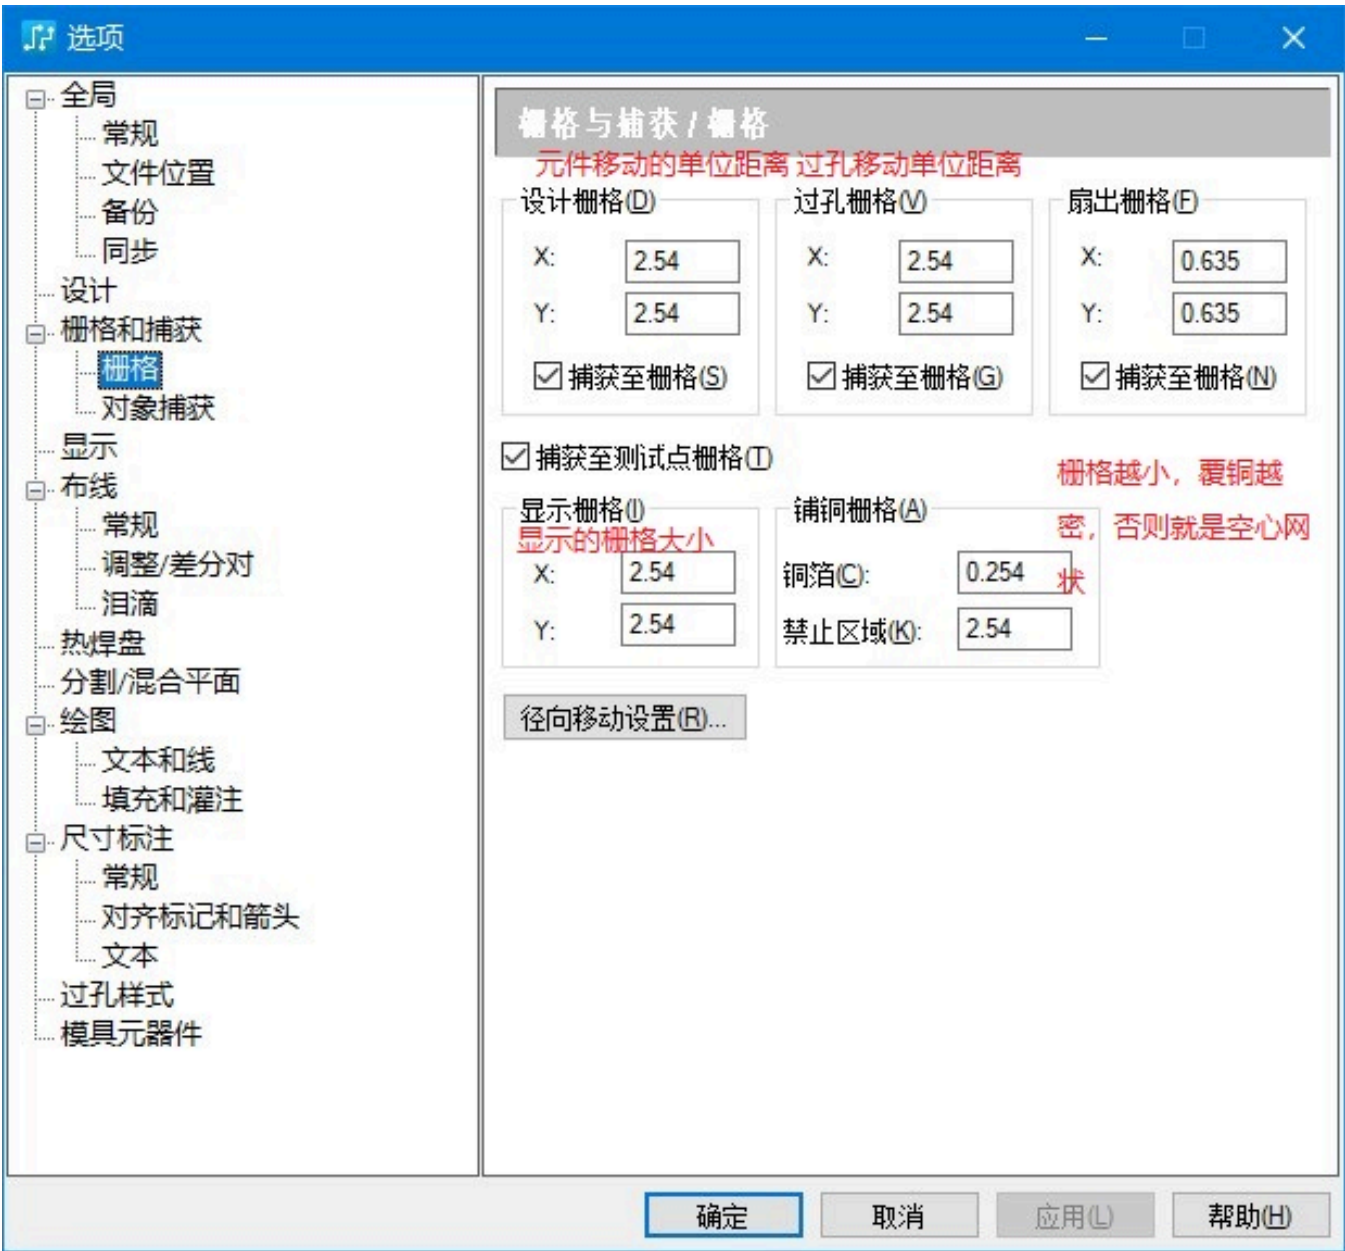 选项
全局
常规
文件位置
备份
同步
设计
栅格和捕获
栅格
对象捕获
显示
布线
常规
调整/差分对
泪滴
热焊盘
分割/混合平面
绘图
文本和线
填充和灌注
尺寸标注
常规
对齐标记和箭头
文本
过孔样式
模具元器件
栅格与捕获 / 栅格
元件移动的单位距离 过孔移动单位距离
设计栅格(D) 过孔栅格(V) 扇出栅格(F)
X: 2.54 X: 2.54 X: 0.635
Y: 2.54 Y: 2.54 Y: 0.635
捕获至栅格(S) 捕获至栅格(G) 捕获至栅格(N)
捕获至测试点栅格(T)
显示栅格(I) 铺铜栅格(A)
显示的栅格大小
X: 2.54 铜箔(C): 0.254
Y: 2.54 禁止区域(K): 2.54
栅格越小，覆铜越
密，否则就是空心网
状
径向移动设置(R)...
确定 取消 应用(L) 帮助(H)